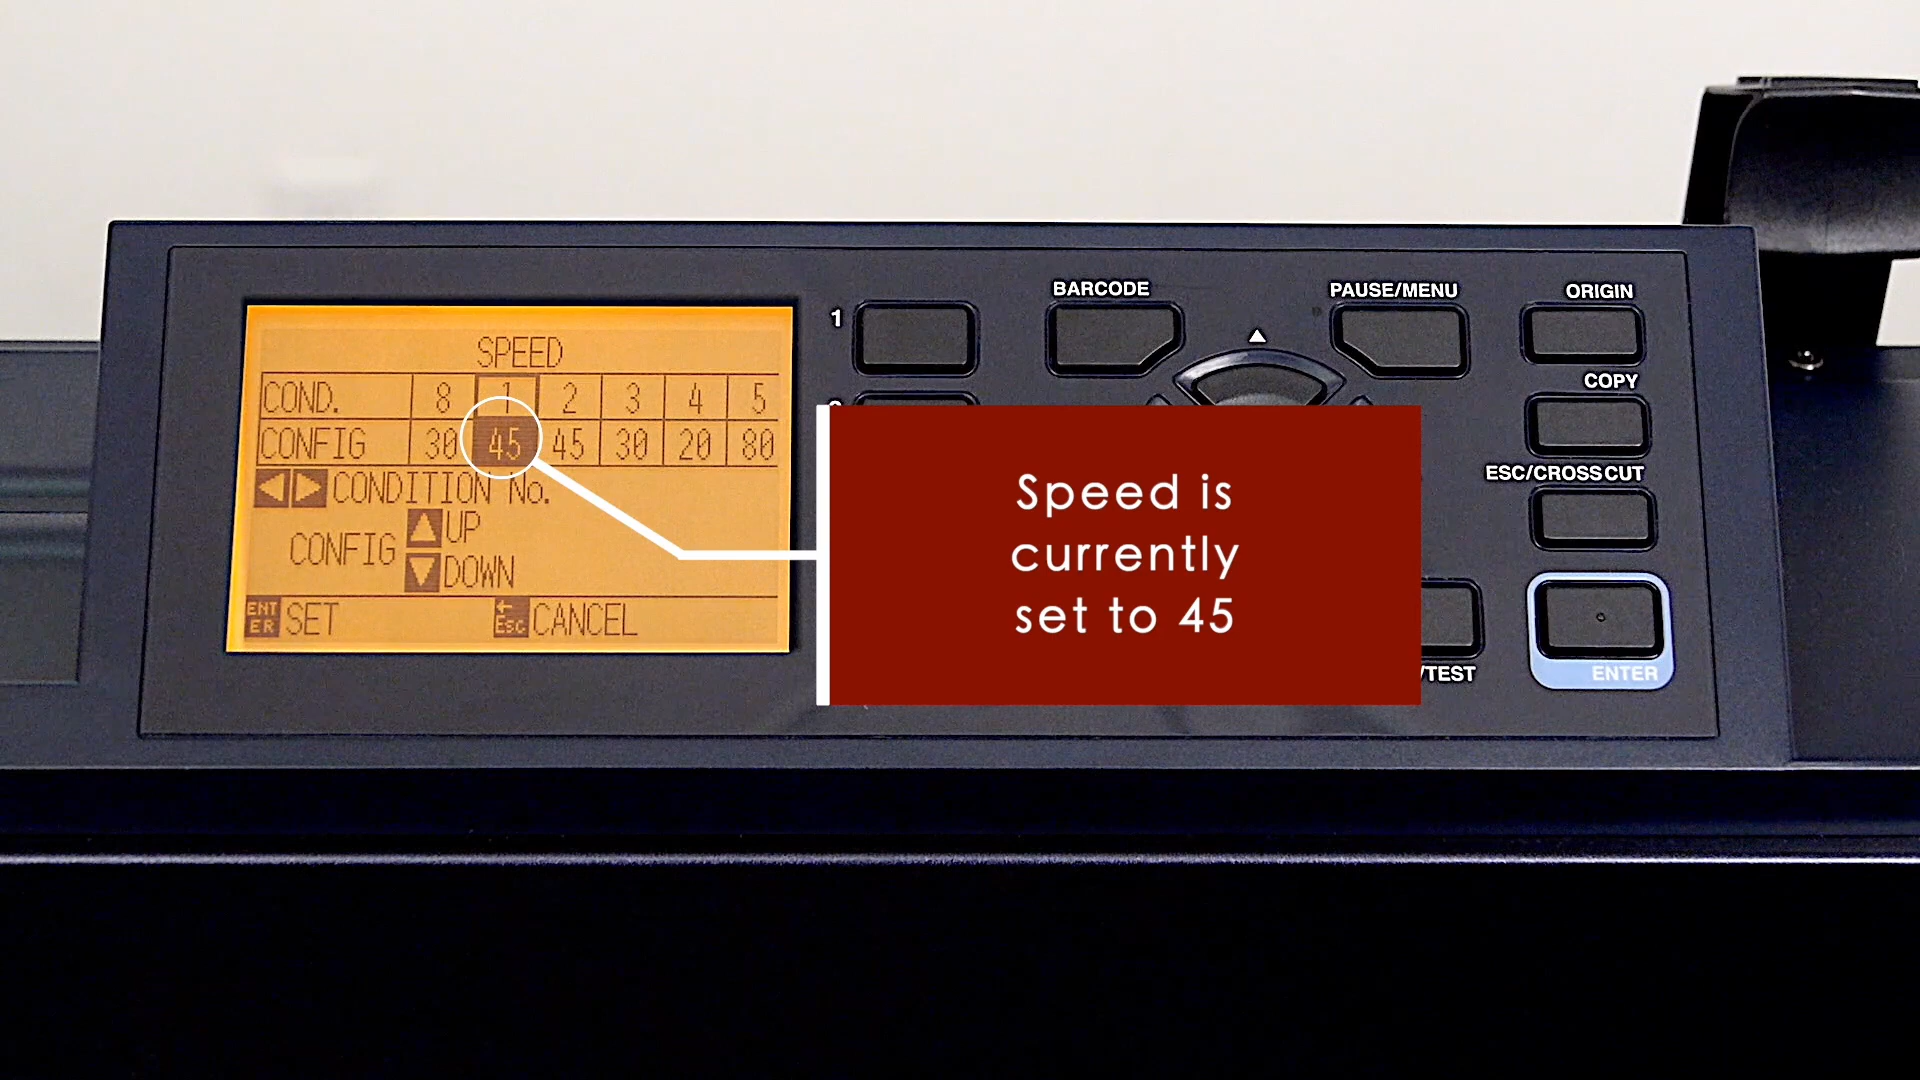 SPEED
COND. 8 1 2 3 4 5
CONFIG 30 45 45 30 20 80
CONDITION No.
CONFIG UP
DOWN
ENTER SET
Esc CANCEL
1
BARCODE
PAUSE/MENU
ORIGIN
COPY
ESC/CROSS CUT
/TEST
ENTER
Speed is
currently
set to 45